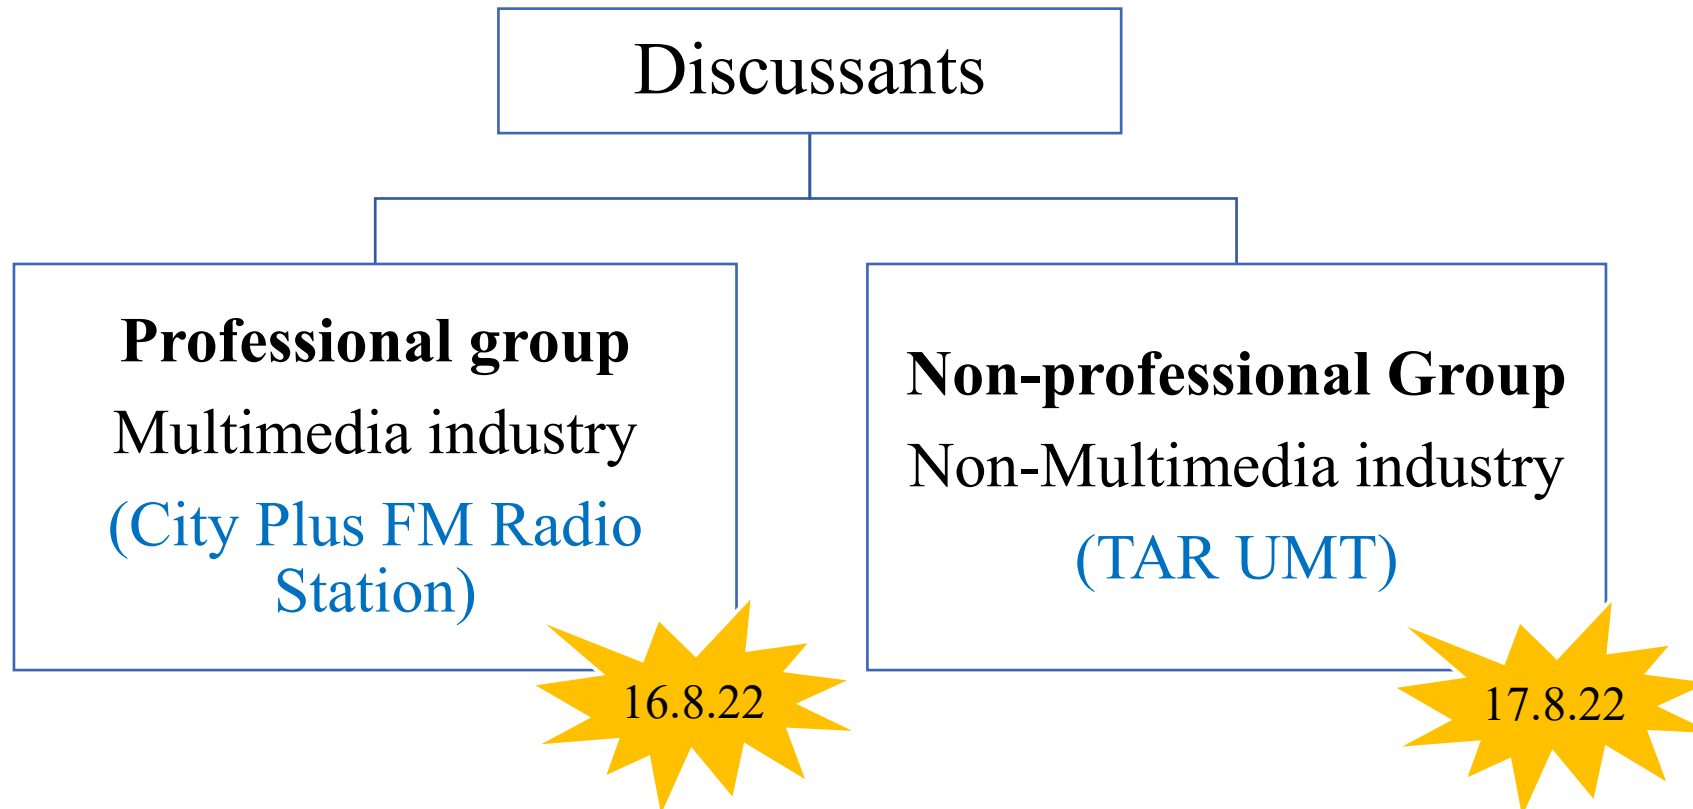 Discussants
Professional group
Multimedia industry
(City Plus FM Radio
Station)
16.8.22
Non-professional Group
Non-Multimedia industry
(TAR UMT)
17.8.22